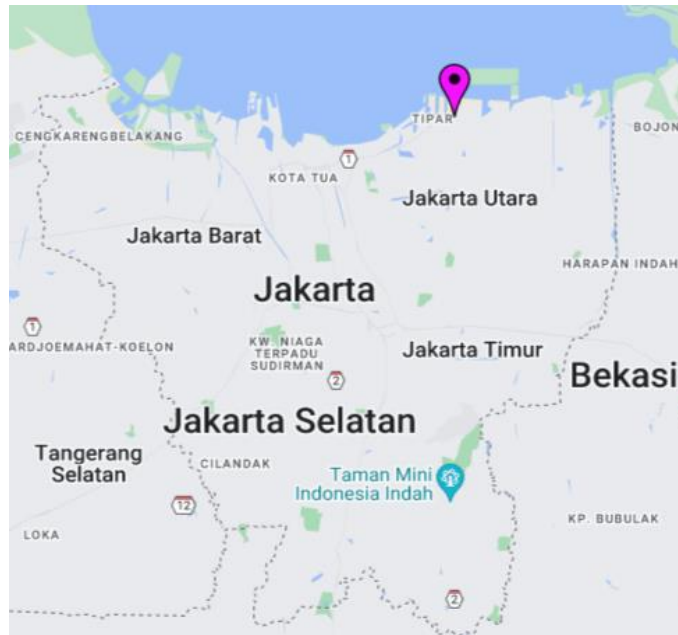 TIPAR
CENGKARENGBELAKANG
BOJON
1
KOTA TUA
Jakarta Utara
Jakarta Barat
HARAPAN INDAH
Jakarta
1
ARDJOEMAHAT-KOELON
KW. NIAGA
TERPADU
SUDIRMAN
Jakarta Timur
2
Bekasi
Jakarta Selatan
Tangerang
Selatan
CILANDAK
Taman Mini
Indonesia Indah
12
KP. BUBULAK
LOKA
2